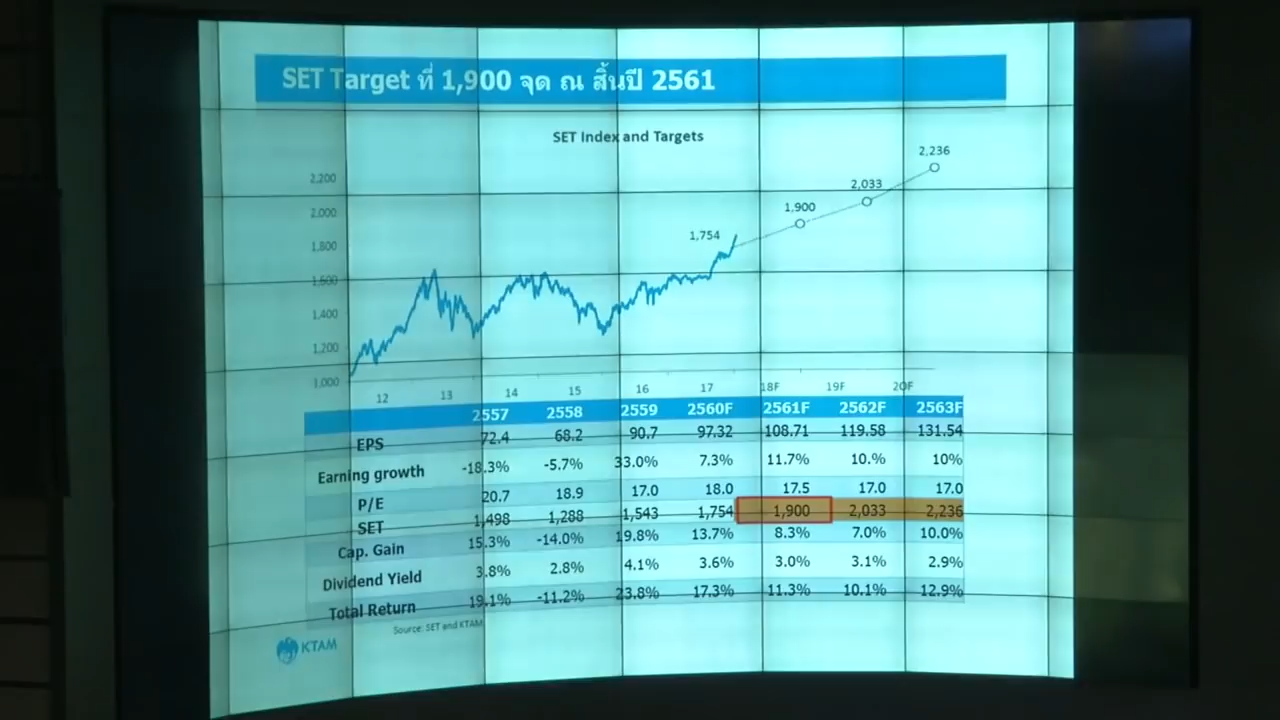 SET Target ที่ 1,900 จุด ณ สิ้นปี 2561
SET Index and Targets
2,236
2,200
2,033
2,000
1,900
1,800
1,754
1,600
1,400
1,200
1,000
12 13 14 15 16 17 18F 19F 20F
2557 2558 2559 2560F 2561F 2562F 2563F
EPS 72.4 68.2 90.7 97.32 108.71 119.58 131.54
Earning growth -18.3% -5.7% 33.0% 7.3% 11.7% 10.% 10%
P/E 20.7 18.9 17.0 18.0 17.5 17.0 17.0
SET 1,498 1,288 1,543 1,754 1,900 2,033 2,236
Cap. Gain 15.3% -14.0% 19.8% 13.7% 8.3% 7.0% 10.0%
Dividend Yield 3.8% 2.8% 4.1% 3.6% 3.0% 3.1% 2.9%
Total Return 19.1% -11.2% 23.8% 17.3% 11.3% 10.1% 12.9%
Source: SET and KTAM
KTAM